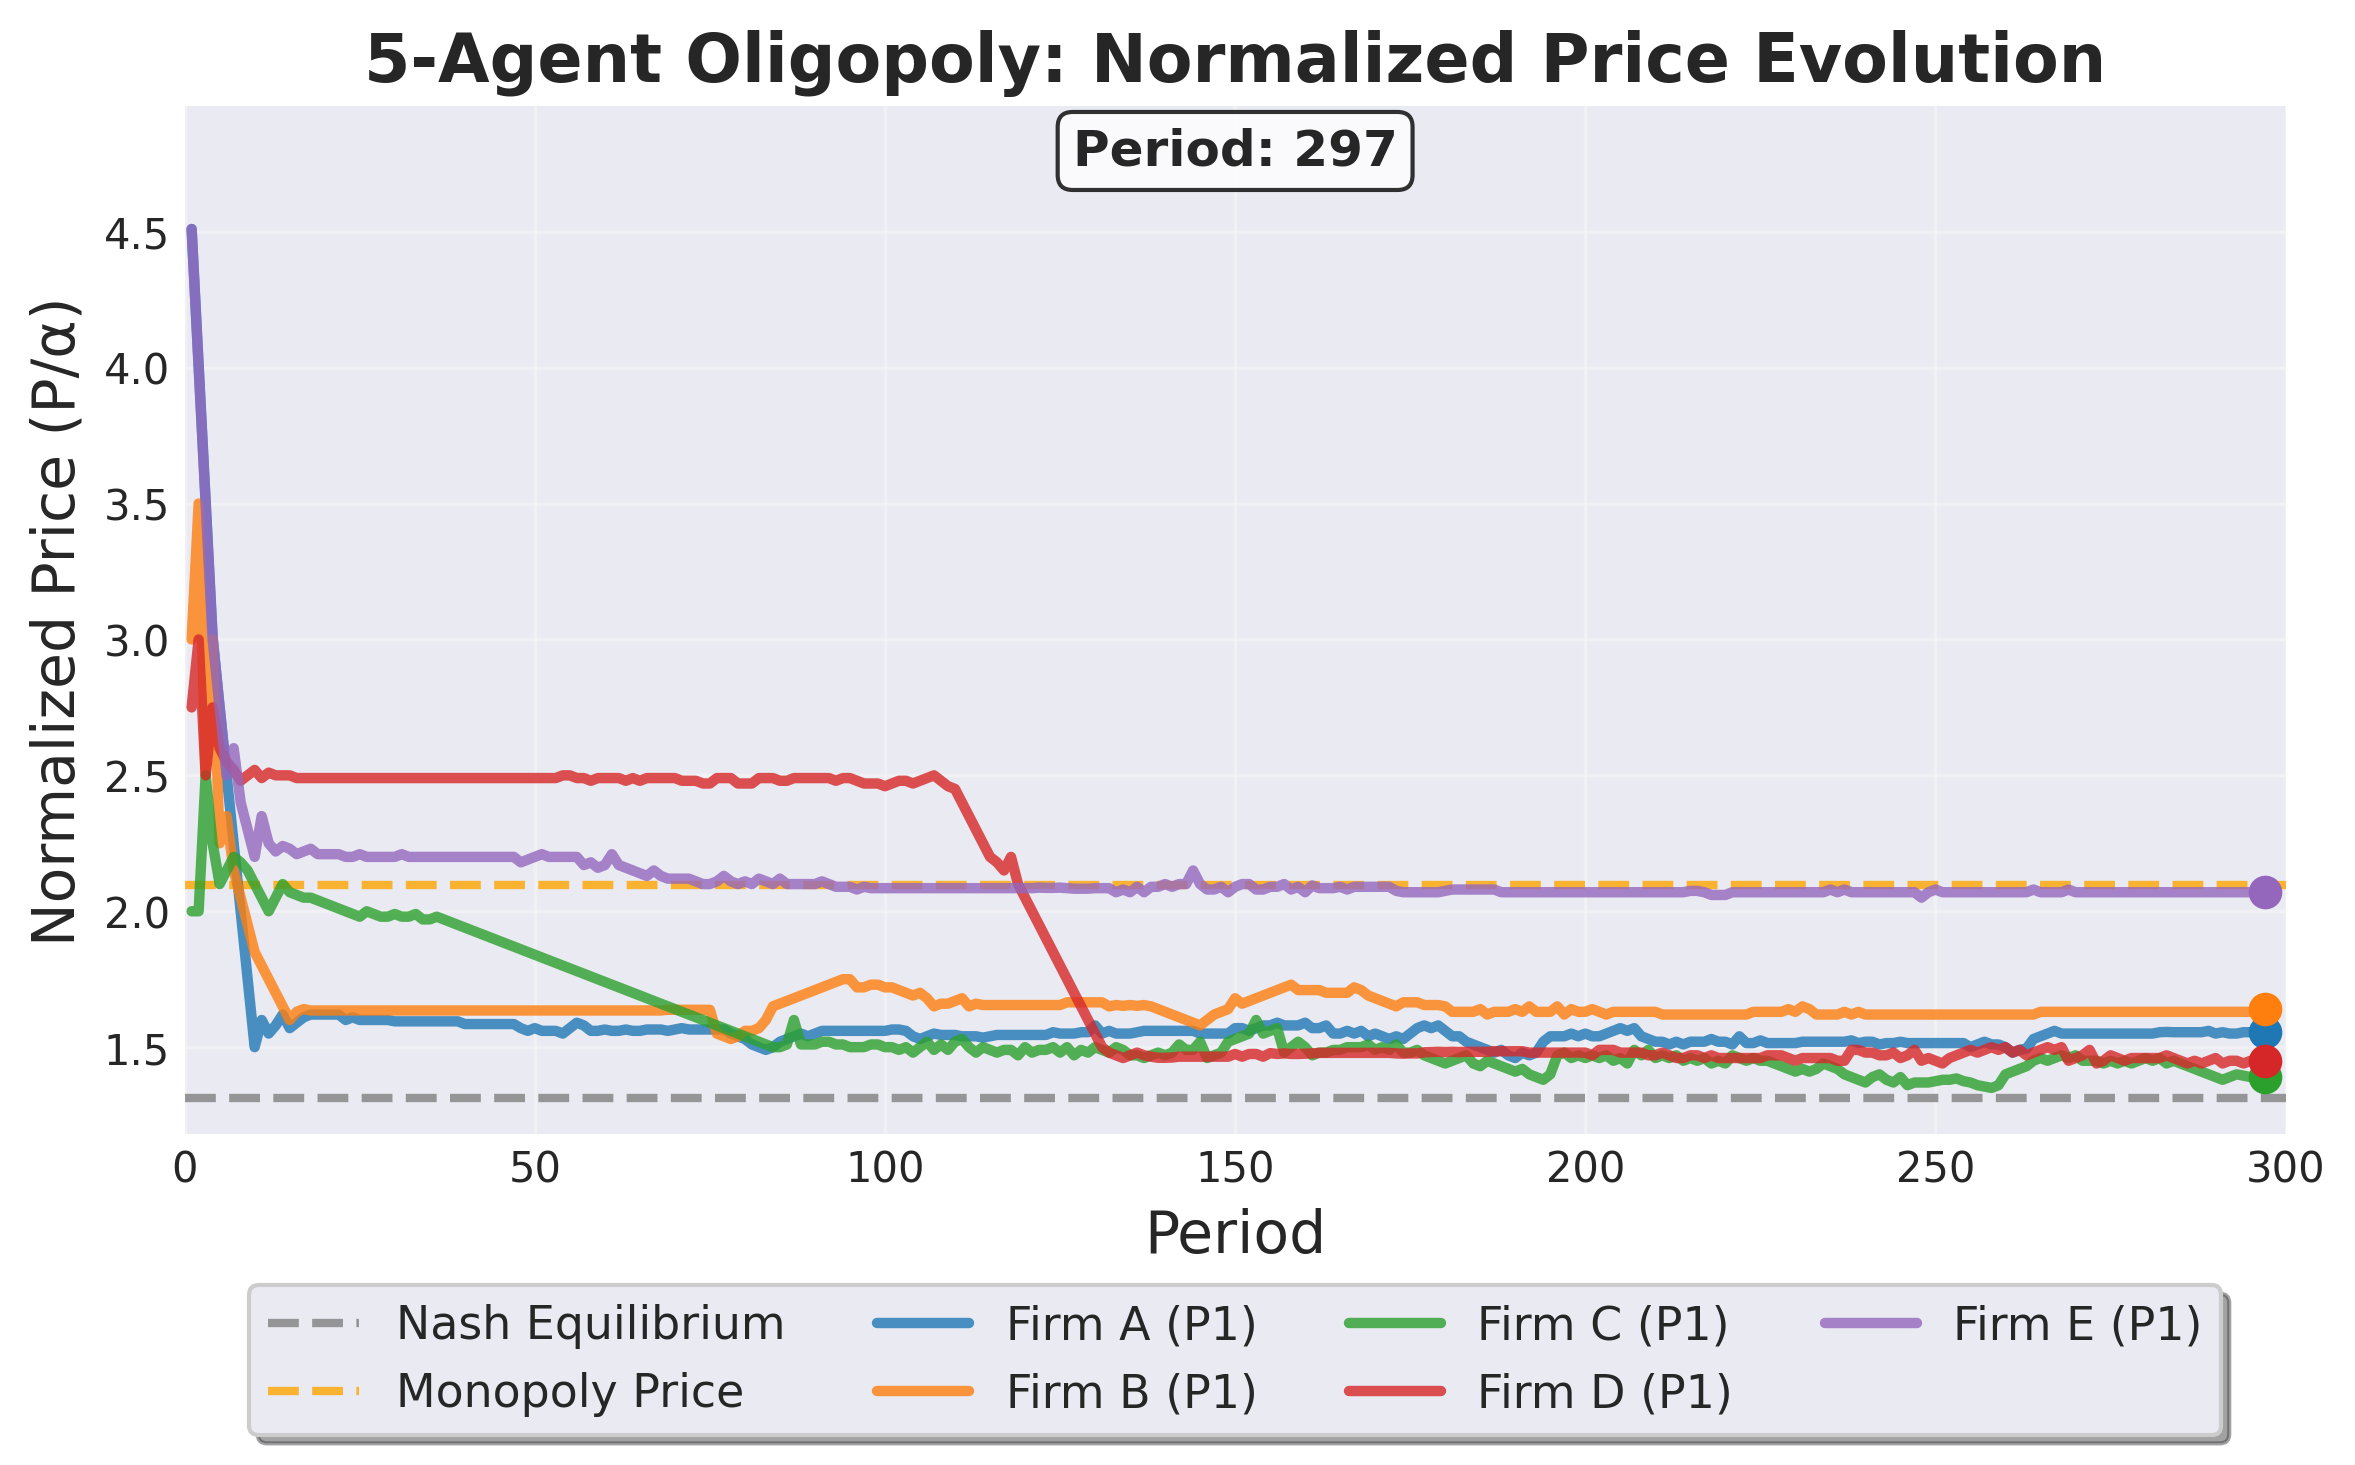 5-Agent Oligopoly: Normalized Price Evolution
Period: 297
Normalized Price (P/α)
4.5
4.0
3.5
3.0
2.5
2.0
1.5
0 50 100 150 200 250 300
Period
Nash Equilibrium Firm A (P1) Firm C (P1) Firm E (P1)
Monopoly Price Firm B (P1) Firm D (P1)